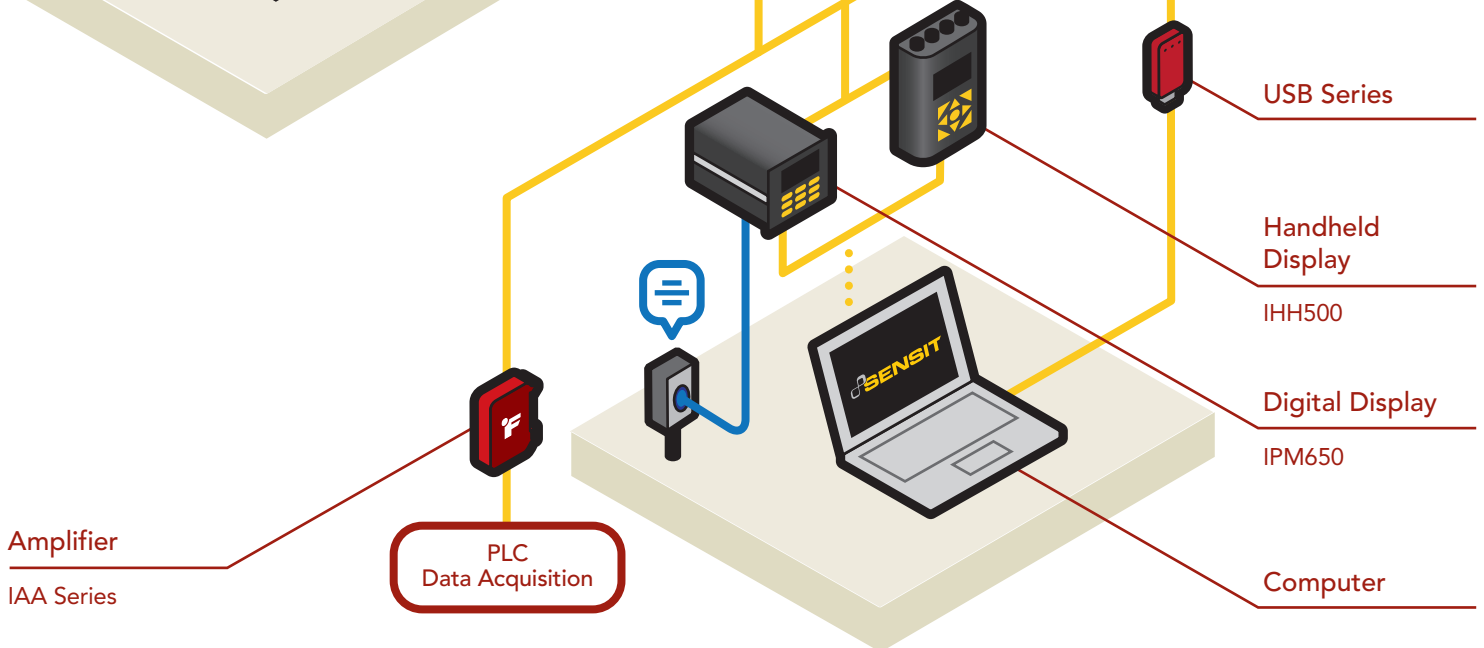 USB Series
Handheld
Display
IHH500
SENSIT
Digital Display
IPM650
Amplifier
IAA Series
PLC
Data Acquisition
Computer